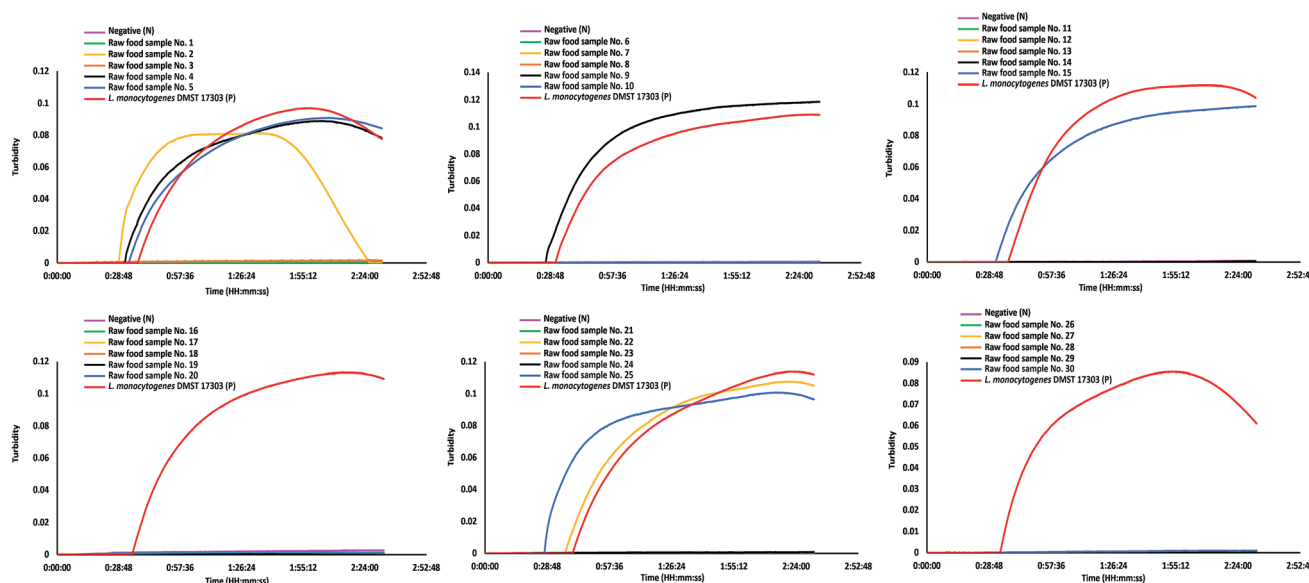 Negative (N)
Raw food sample No. 1
Raw food sample No. 2
Raw food sample No. 3
Raw food sample No. 4
Raw food sample No. 5
L. monocytogenes DMST 17303 (P)
0.12
0.1
0.08
0.06
0.04
0.02
0
Turbidity
0:00:00 0:28:48 0:57:36 1:26:24 1:55:12 2:24:00 2:52:48
Time (HH:mm:ss)
Negative (N)
Raw food sample No. 6
Raw food sample No. 7
Raw food sample No. 8
Raw food sample No. 9
Raw food sample No. 10
L. monocytogenes DMST 17303 (P)
0.14
0.12
0.1
0.08
0.06
0.04
0.02
0
Turbidity
0:00:00 0:28:48 0:57:36 1:26:24 1:55:12 2:24:00 2:52:48
Time (HH:mm:ss)
Negative (N)
Raw food sample No. 11
Raw food sample No. 12
Raw food sample No. 13
Raw food sample No. 14
Raw food sample No. 15
L. monocytogenes DMST 17303 (P)
0.12
0.1
0.08
0.06
0.04
0.02
0
Turbidity
0:00:00 0:28:48 0:57:36 1:26:24 1:55:12 2:24:00 2:52:4
Time (HH:mm:ss)
Negative (N)
Raw food sample No. 16
Raw food sample No. 17
Raw food sample No. 18
Raw food sample No. 19
Raw food sample No. 20
L. monocytogenes DMST 17303 (P)
0.12
0.1
0.08
0.06
0.04
0.02
0
Turbidity
0:00:00 0:28:48 0:57:36 1:26:24 1:55:12 2:24:00 2:52:48
Time (HH:mm:ss)
Negative (N)
Raw food sample No. 21
Raw food sample No. 22
Raw food sample No. 23
Raw food sample No. 24
Raw food sample No. 25
L. monocytogenes DMST 17303 (P)
0.12
0.1
0.08
0.06
0.04
0.02
0
Turbidity
0:00:00 0:28:48 0:57:36 1:26:24 1:55:12 2:24:00 2:52:48
Time (HH:mm:ss)
Negative (N)
Raw food sample No. 26
Raw food sample No. 27
Raw food sample No. 28
Raw food sample No. 29
Raw food sample No. 30
L. monocytogenes DMST 17303 (P)
0.09
0.08
0.07
0.06
0.05
0.04
0.03
0.02
0.01
0
Turbidity
0:00:00 0:28:48 0:57:36 1:26:24 1:55:12 2:24:00 2:52:4
Time (HH:mm:ss)